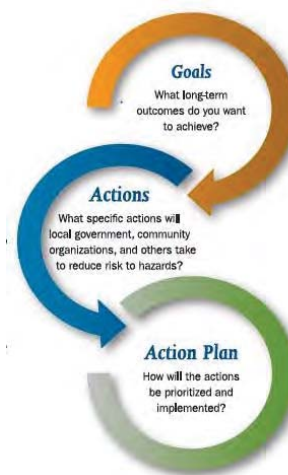 Goals
What long-term
outcomes do you want
to achieve?
Actions
What specific actions will
local government, community
organizations, and others take
to reduce risk to hazards?
Action Plan
How will the actions
be prioritized and
implemented?